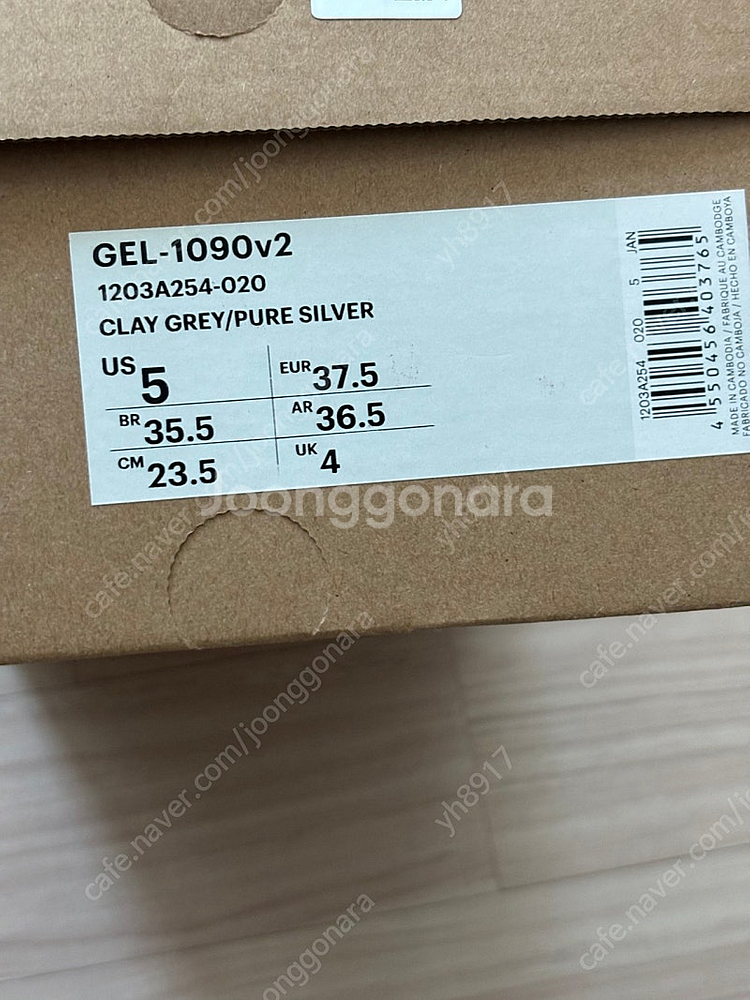 GEL-1090v2
1203A254-020
CLAY GREY/PURE SILVER
US 5
EUR 37.5
BR 35.5
AR 36.5
CM 23.5
UK 4
1203A254 020 5 JAN
4 550456 403765
MADE IN CAMBODIA / FABRIQUE AU CAMBODGE
FABRICADO NO CAMBOJA / HECHO EN CAMBOYA
Joonggonara
cafe.naver.com/joonggonara
yh8917